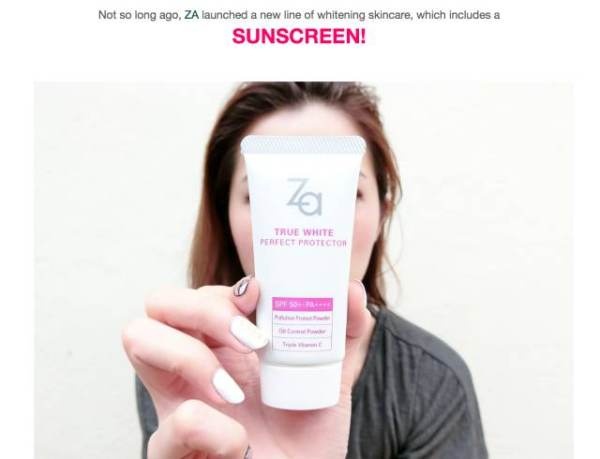 Not so long ago, ZA launched a new line of whitening skincare, which includes a
SUNSCREEN!
Za
TRUE WHITE
PERFECT PROTECTOR
SPF 50+·PA++++
Pollution Protect Powder
Oil Control Powder
Triple Vitamin C